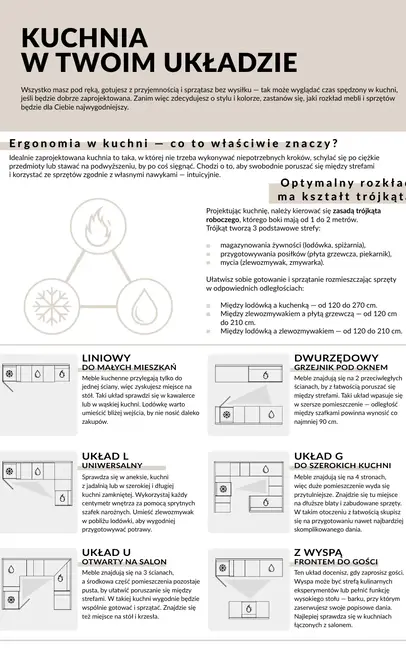 KUCHNIA
W TWOIM UKŁADZIE
Wszystko masz pod ręką, gotujesz z przyjemnością i sprzątasz bez wysiłku — tak może wyglądać czas spędzony w kuchni,
jeśli będzie dobrze zaprojektowana. Zanim więc zdecydujesz o stylu i kolorze, zastanów się, jaki rozkład mebli i sprzętów
będzie dla Ciebie najwygodniejszy.
Ergonomia w kuchni — co to właściwie znaczy?
Idealnie zaprojektowana kuchnia to taka, w której nie trzeba wykonywać niepotrzebnych kroków, schylać się po ciężkie
przedmioty lub stawać na podwyższeniu, by po coś sięgnąć. Chodzi o to, aby swobodnie poruszać się między strefami
i korzystać ze sprzętów zgodnie z własnymi nawykami — intuicyjnie.
Optymalny rozkła
ma kształt trójkąt
Projektując kuchnię, należy kierować się zasadą trójkąta
roboczego, którego boki mają od 1 do 2 metrów.
Trójkąt tworzą 3 podstawowe strefy:
magazynowania żywności (lodówka, spiżarnia),
przygotowywania posiłków (płyta grzewcza, piekarnik),
mycia (zlewozmywak, zmywarka).
Ułatwisz sobie gotowanie i sprzątanie rozmieszczając sprzęty
w odpowiednich odległościach:
Między lodówką a kuchenką — od 120 do 270 cm.
Między zlewozmywakiem a płytą grzewczą — od 120 cm
do 210 cm.
Między lodówką a zlewozmywakiem — od 120 do 210 cm.
LINIOWY
DO MAŁYCH MIESZKAŃ
Meble kuchenne przylegają tylko do
jednej ściany, więc zyskujesz miejsce na
stół. Taki układ sprawdzi się w kawalerce
lub w wąskiej kuchni. Lodówkę warto
umieścić bliżej wejścia, by nie nosić daleko
zakupów.
DWURZĘDOWY
GRZEJNIK POD OKNEM
Meble znajdują się na 2 przeciwległych
ścianach, by z łatwością poruszać się
między strefami. Taki układ wpasuje się
w szersze pomieszczenie — odległość
między szafkami powinna wynosić co
najmniej 90 cm.
UKŁAD L
UNIWERSALNY
Sprawdza się w aneksie, kuchni
z jadalnią lub w szerokiej i długiej
kuchni zamkniętej. Wykorzystaj każdy
centymetr wnętrza za pomocą sprytnych
szafek narożnych. Umieść zlewozmywak
w pobliżu lodówki, aby wygodniej
przygotowywać potrawy.
UKŁAD G
DO SZEROKICH KUCHNI
Meble znajdują się na 4 stronach,
więc duże pomieszczenie wyda się
przytulniejsze. Znajdzie się tu miejsce
na dłuższe blaty i zabudowane sprzęty.
W takim otoczeniu z łatwością skupisz
się na przygotowaniu nawet najbardziej
skomplikowanego dania.
UKŁAD U
OTWARTY NA SALON
Meble znajdują się na 3 ścianach,
a środkowa część pomieszczenia pozostaje
pusta, by ułatwić poruszanie się między
strefami. W takiej kuchni wygodnie będzie
wspólnie gotować i sprzątać. Znajdzie się
też miejsce na stół i krzesła.
Z WYSPĄ
FRONTEM DO GOŚCI
Ten układ docenisz, gdy zaprosisz gości.
Wyspa może być strefą kulinarnych
eksperymentów lub pełnić funkcję
wysokiego stołu — barku, przy którym
zaserwujesz swoje popisowe dania.
Najlepiej sprawdza się w kuchniach
łączonych z salonem.